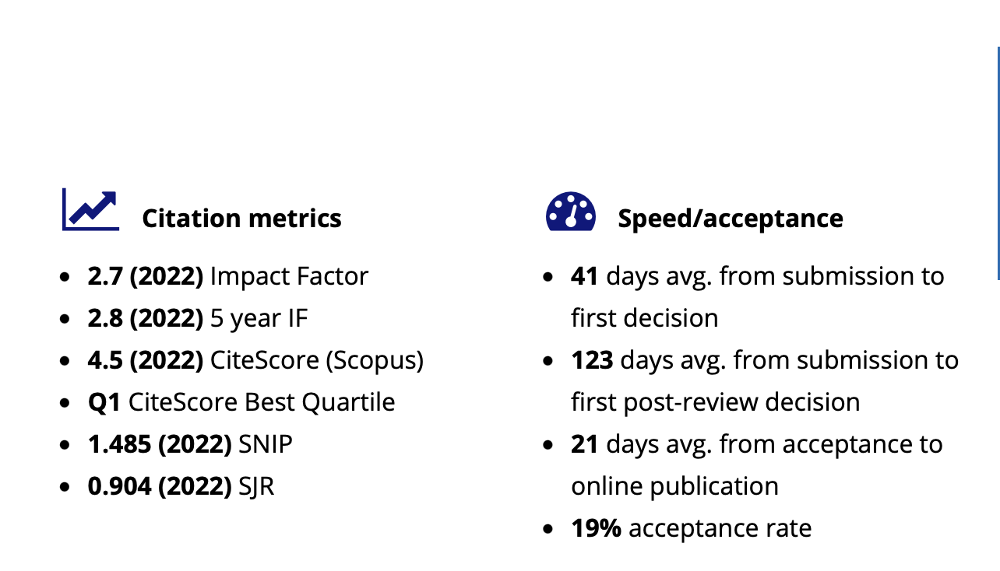 Citation metrics
2.7 (2022) Impact Factor
2.8 (2022) 5 year IF
4.5 (2022) CiteScore (Scopus)
Q1 CiteScore Best Quartile
1.485 (2022) SNIP
0.904 (2022) SJR
Speed/acceptance
41 days avg. from submission to
first decision
123 days avg. from submission to
first post-review decision
21 days avg. from acceptance to
online publication
19% acceptance rate